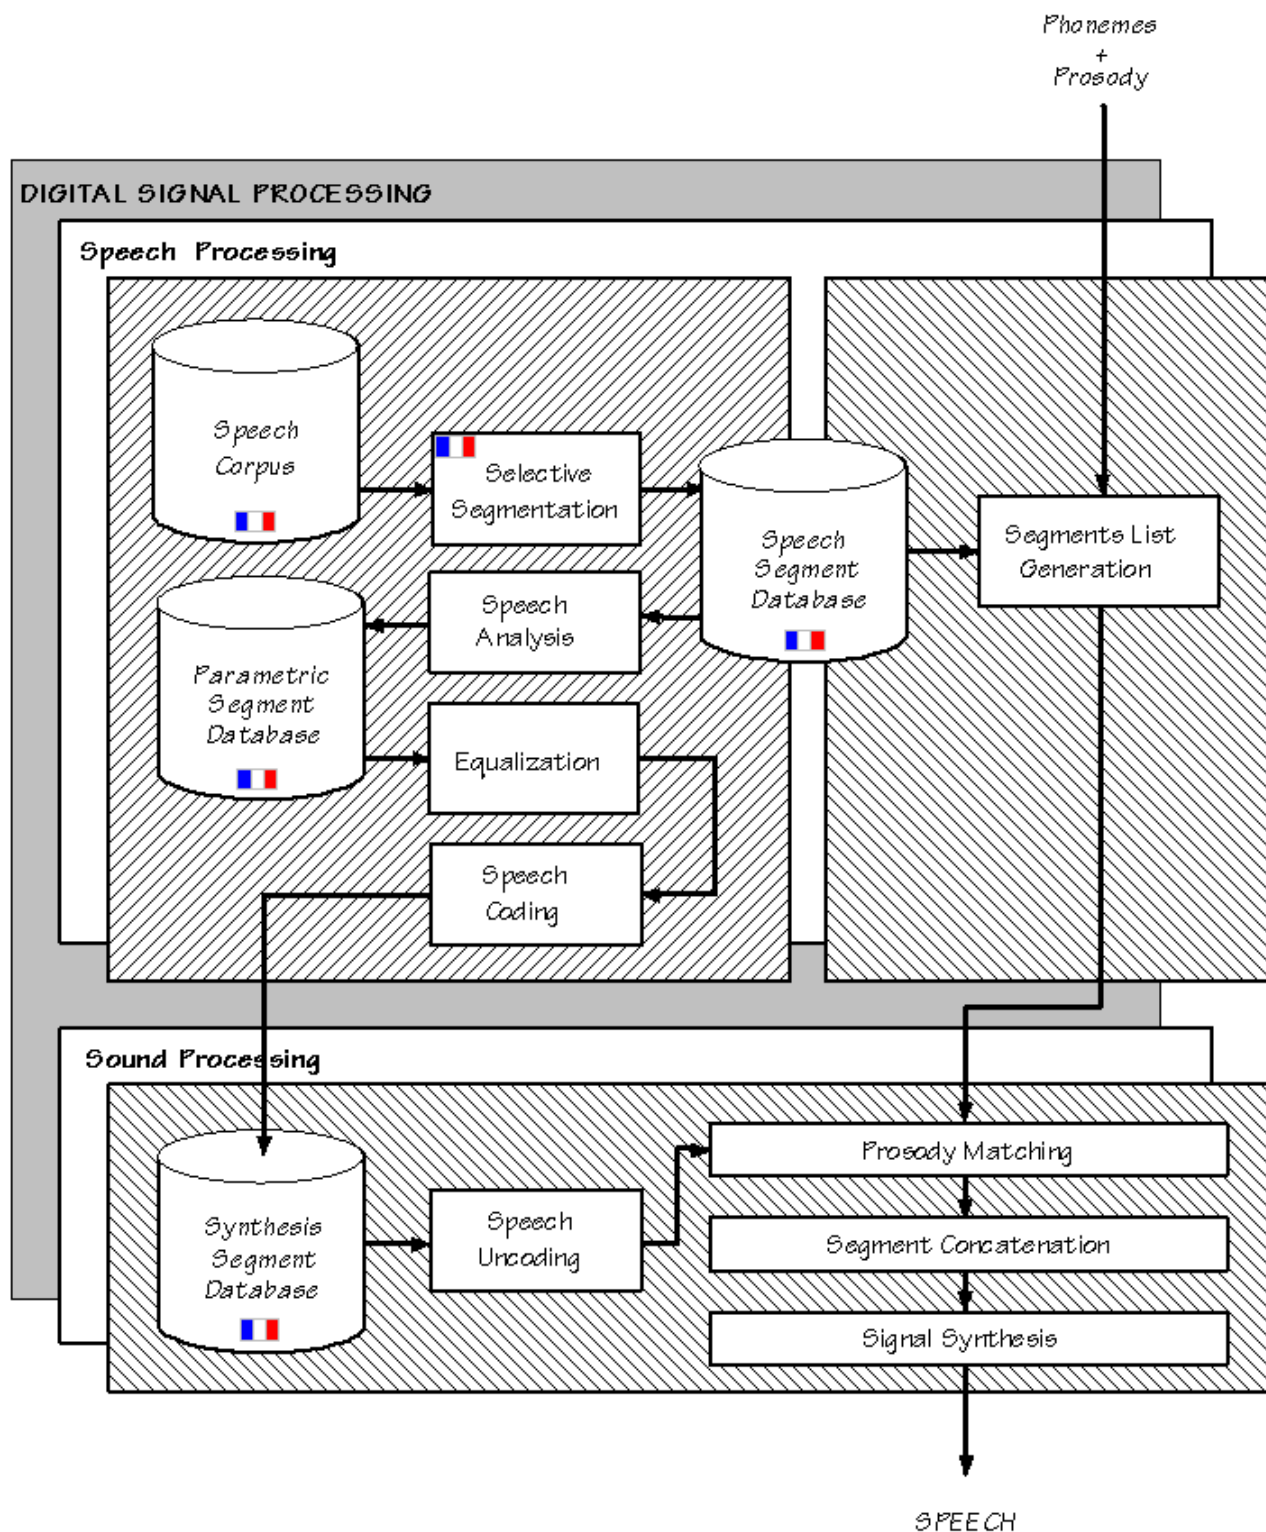 Phonemes
+
Prosody
DIGITAL SIGNAL PROCESSING
Speech Processing
Speech
Corpus
Selective
Segmentation
Speech
Segment
Database
Segments List
Generation
Speech
Analysis
Parametric
Segment
Database
Equalization
Speech
Coding
Sound Processing
Synthesis
Segment
Database
Speech
Uncoding
Prosody Matching
Segment Concatenation
Signal Synthesis
SPEECH